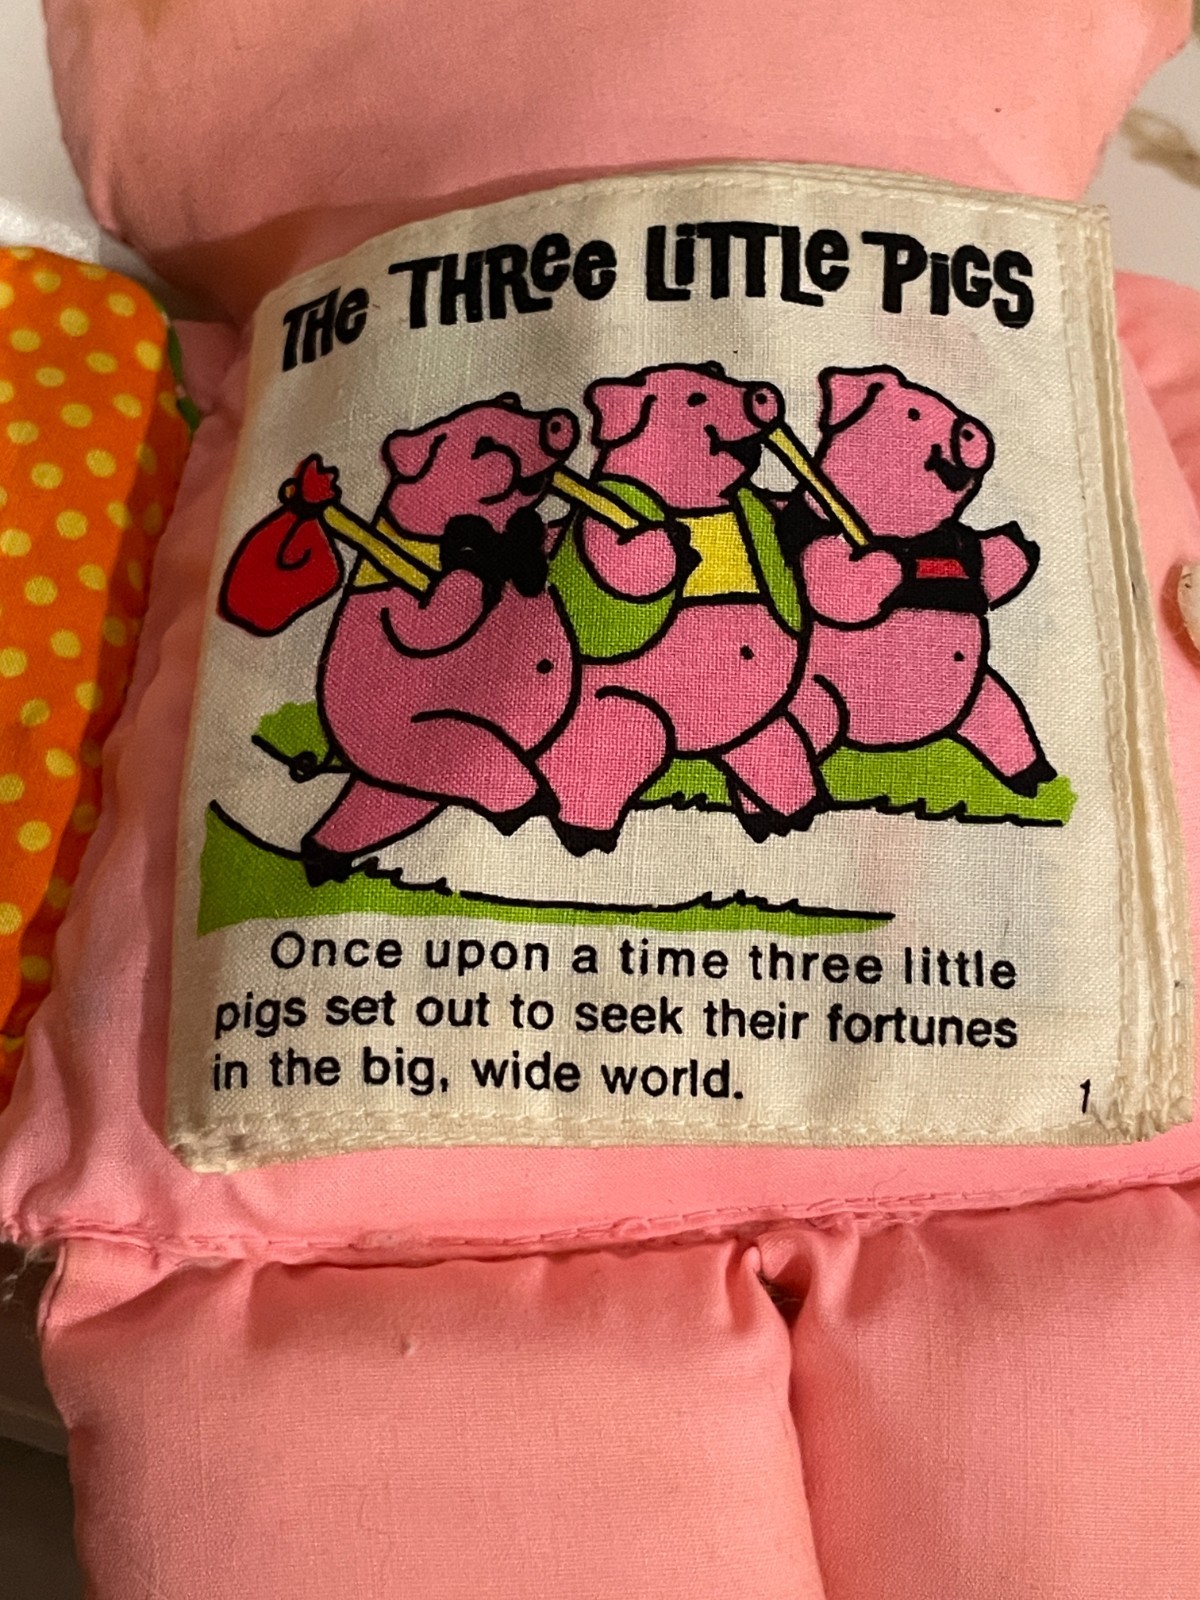 THe THRee LiTTLe PiGS
Once upon a time three little
pigs set out to seek their fortunes
in the big, wide world.
1